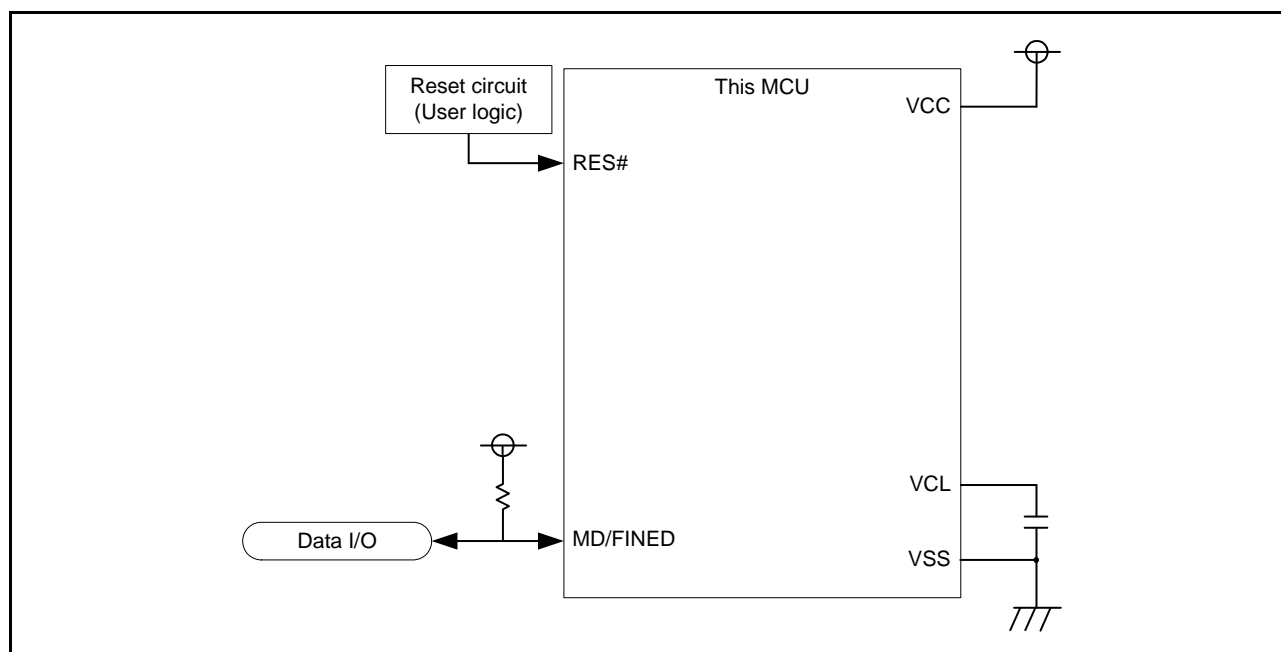 Reset circuit
(User logic)
This MCU
VCC
RES#
VCL
Data I/O
MD/FINED
VSS